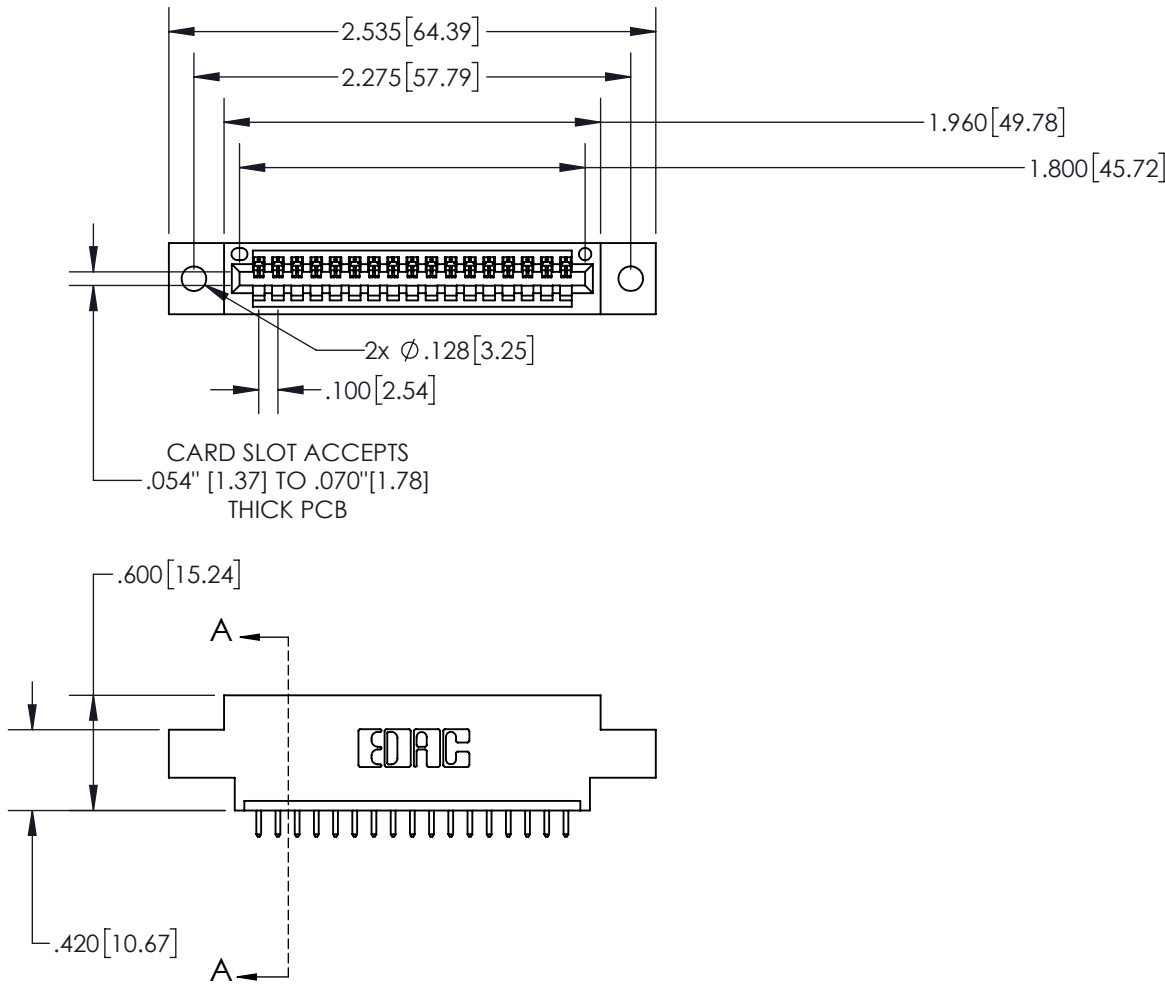 2.535[64.39]
2.275[57.79]
1.960[49.78]
1.800[45.72]
2x Ø.128[3.25]
.100[2.54]
CARD SLOT ACCEPTS
.054" [1.37] TO .070"[1.78]
THICK PCB
.600[15.24]
A
EDAC
.420[10.67]
A